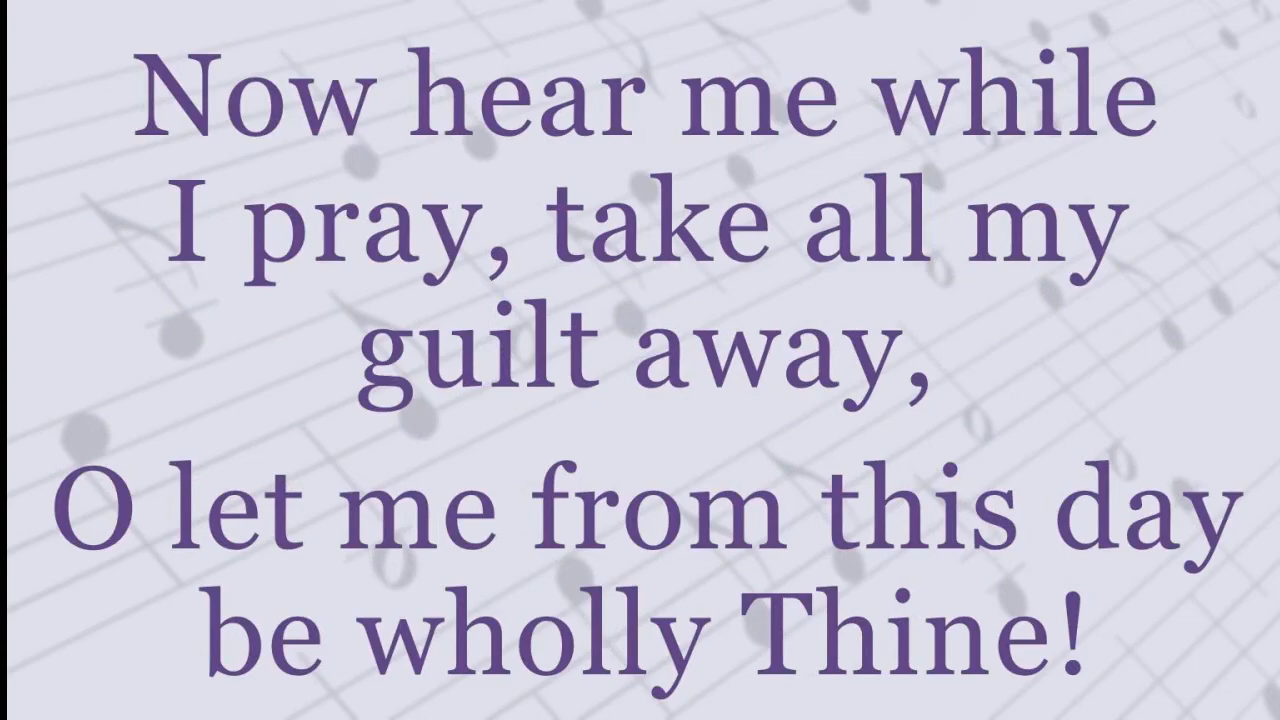 Now hear me while
I pray, take all my
guilt away,
O let me from this day
be wholly Thine!